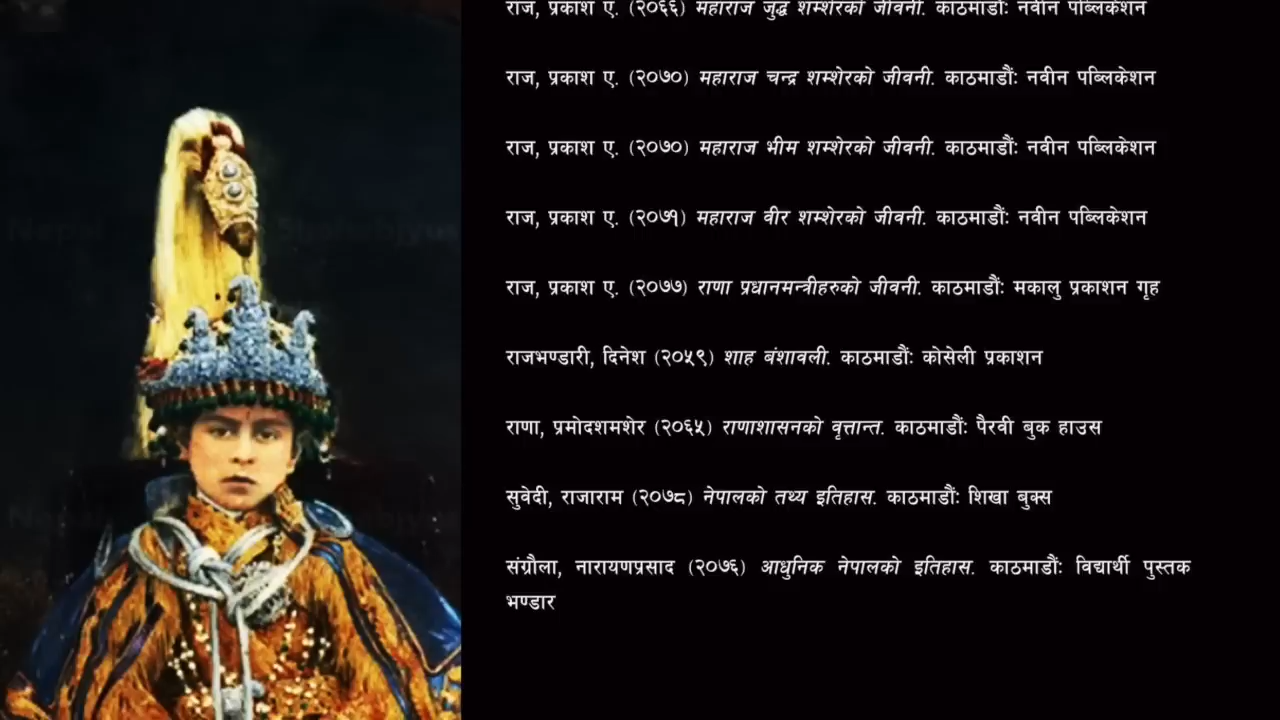 राज, प्रकाश ए. (२०६६) महाराज जुद्ध शम्शेरको जीवनी. काठमाडौंः नवीन पब्लिकेशन
राज, प्रकाश ए. (२०७०) महाराज चन्द्र शम्शेरको जीवनी. काठमाडौंः नवीन पब्लिकेशन
राज, प्रकाश ए. (२०७०) महाराज भीम शम्शेरको जीवनी. काठमाडौंः नवीन पब्लिकेशन
राज, प्रकाश ए. (२०७१) महाराज वीर शम्शेरको जीवनी. काठमाडौंः नवीन पब्लिकेशन
राज, प्रकाश ए. (२०७७) राणा प्रधानमन्त्रीहरुको जीवनी. काठमाडौंः मकालु प्रकाशन गृह
राजभण्डारी, दिनेश (२०५९) शाह बंशावली. काठमाडौंः कोसेली प्रकाशन
राणा, प्रमोदशमशेर (२०६५) राणाशासनको वृत्तान्त. काठमाडौंः पैरवी बुक हाउस
सुवेदी, राजाराम (२०७८) नेपालको तथ्य इतिहास. काठमाडौंः शिखा बुक्स
संग्रौला, नारायणप्रसाद (२०७६) आधुनिक नेपालको इतिहास. काठमाडौंः विद्यार्थी पुस्तक
भण्डार